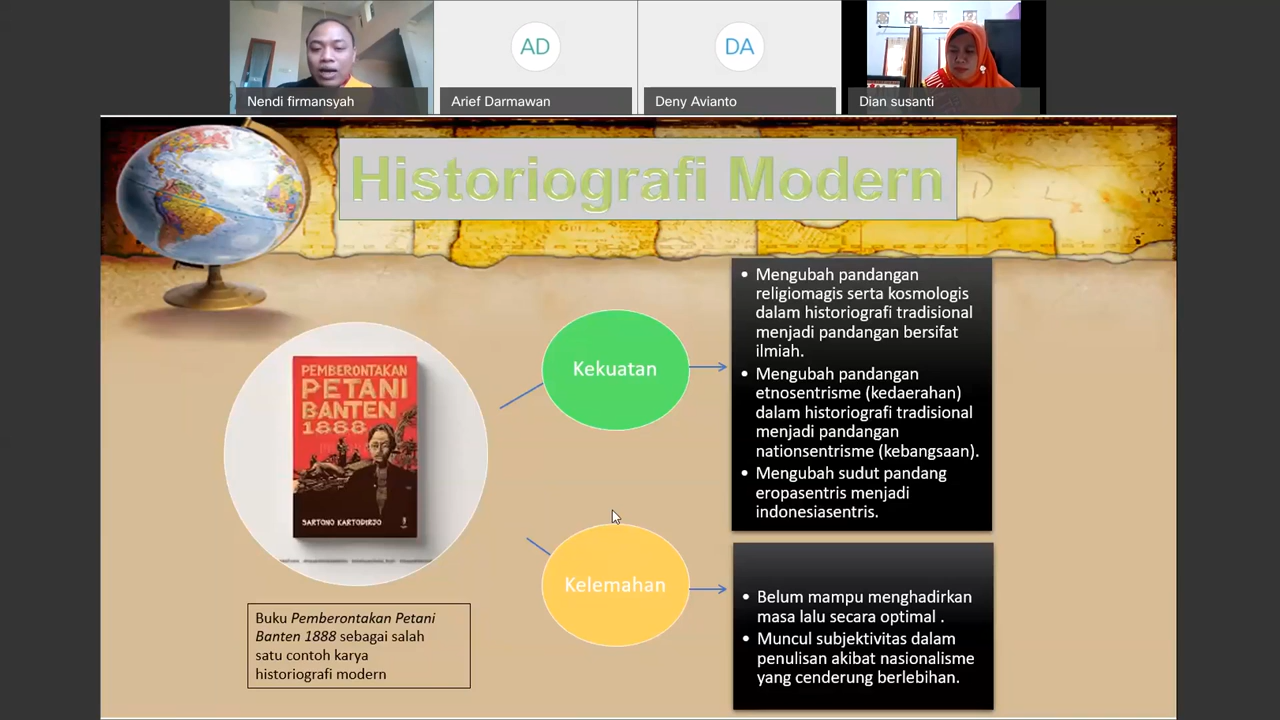 AD
DA
Nendi firmansyah
Arief Darmawan
Deny Avianto
Dian susanti
Historiografi Modern
PEMBERONTAKAN
PETANI
BANTEN
1888
SARTONO KARTODIRJO
Buku Pemberontakan Petani
Banten 1888 sebagai salah
satu contoh karya
historiografi modern
Kekuatan
• Mengubah pandangan
religiomagis serta kosmologis
dalam historiografi tradisional
menjadi pandangan bersifat
ilmiah.
• Mengubah pandangan
etnosentrisme (kedaerahan)
dalam historiografi tradisional
menjadi pandangan
nationsentrisme (kebangsaan).
• Mengubah sudut pandang
eropasentris menjadi
indonesiasentris.
Kelemahan
• Belum mampu menghadirkan
masa lalu secara optimal .
• Muncul subjektivitas dalam
penulisan akibat nasionalisme
yang cenderung berlebihan.